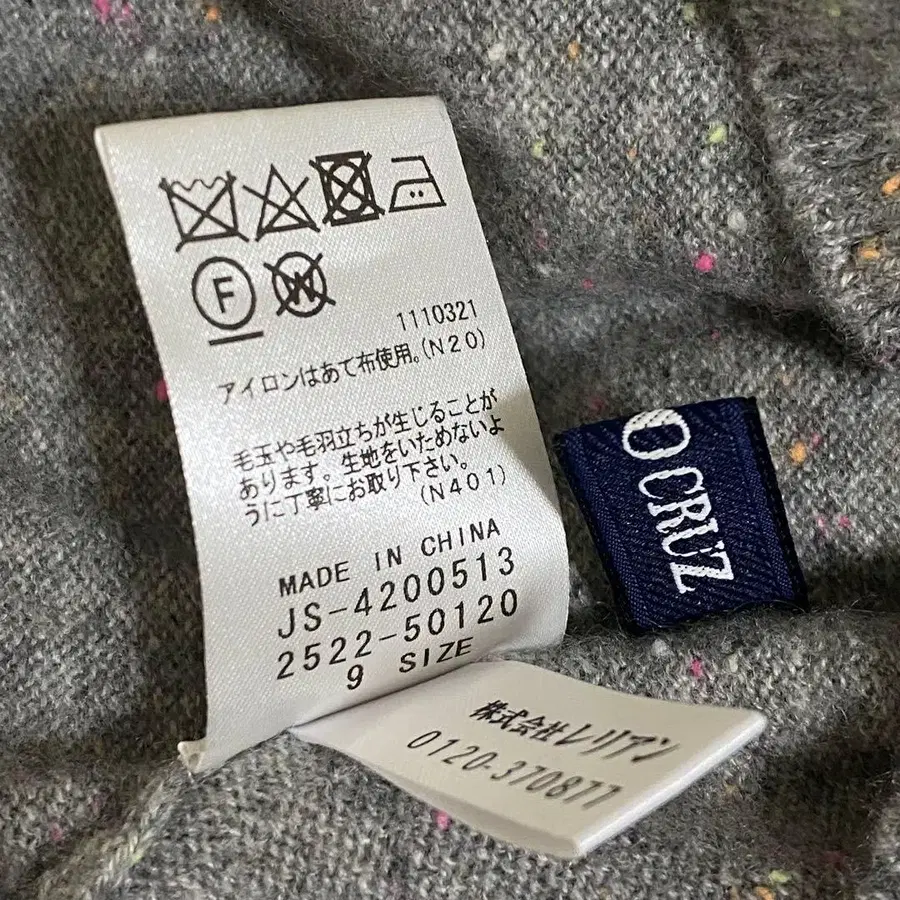 F
W
1110321
アイロンはあて布使用。(N20)
毛玉や毛羽立ちが生じることが
あります。生地をいためないよ
うに丁寧にお取り下さい。
(N401)
MADE IN CHINA
JS-4200513
2522-50120
9 SIZE
O CRUZ
株式会社レリアン
0120-370877